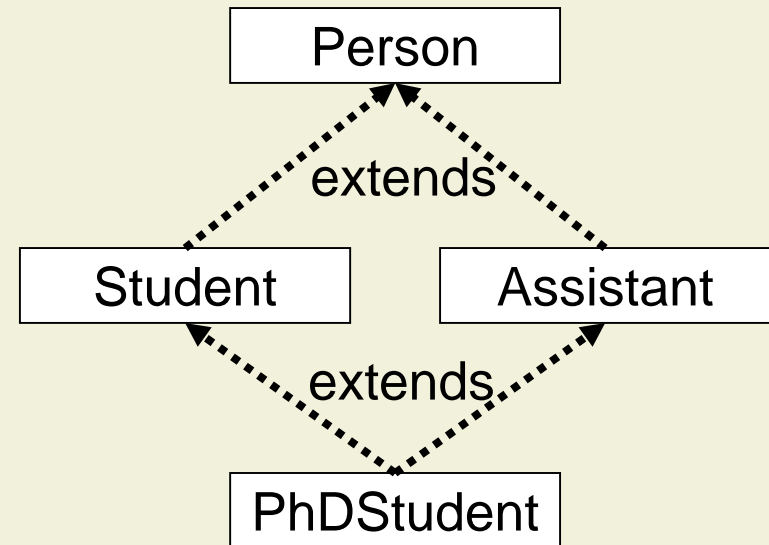 Person
extends
Student
Assistant
extends
PhDStudent